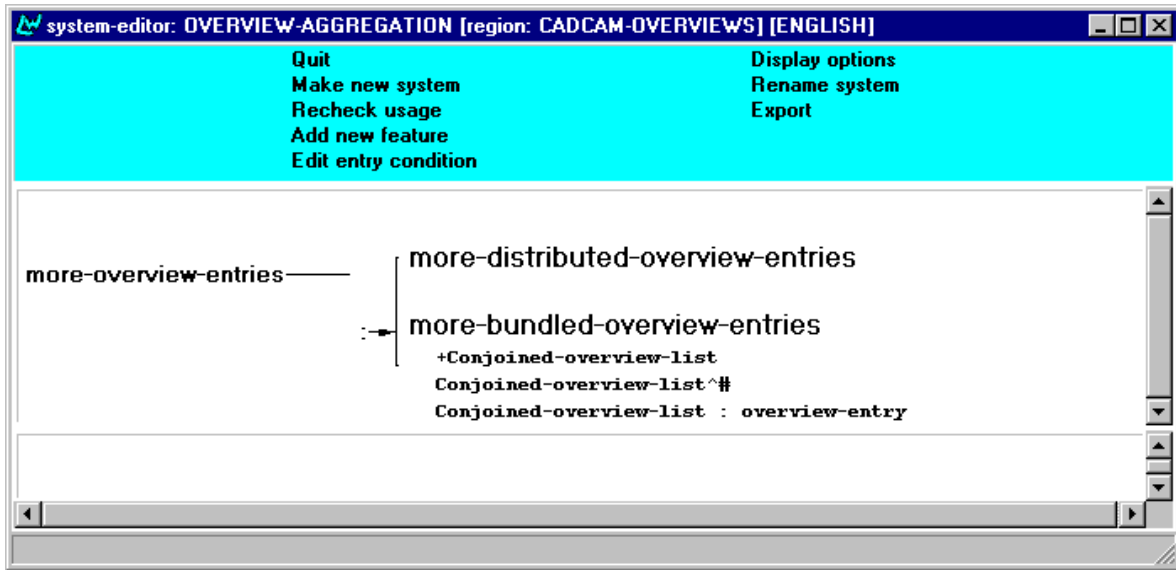 system-editor: OVERVIEW-AGGREGATION [region: CADCAM-OVERVIEWS] [ENGLISH]
Quit
Make new system
Recheck usage
Add new feature
Edit entry condition
Display options
Rename system
Export
more-overview-entries
more-distributed-overview-entries
more-bundled-overview-entries
+Conjoined-overview-list
Conjoined-overview-list^#
Conjoined-overview-list : overview-entry